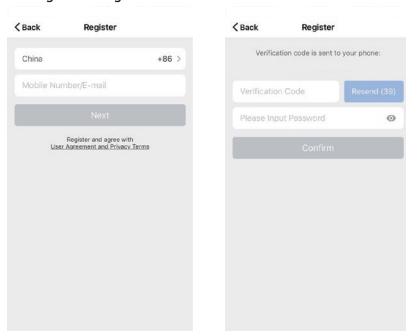 Back Register
China +86 >
Mobile Number/E-mail
Next
Register and agree with
User Agreement and Privacy Terms
Back Register
Verification code is sent to your phone:
Verification Code Resend (39)
Please Input Password
Confirm